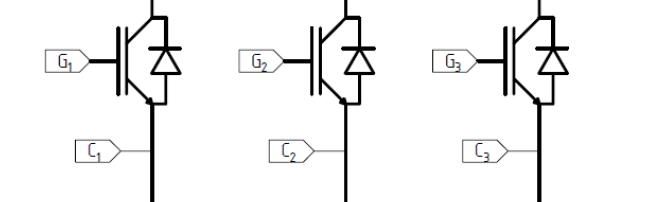 G₁ G₂ G₃
C₁ C₂ C₃